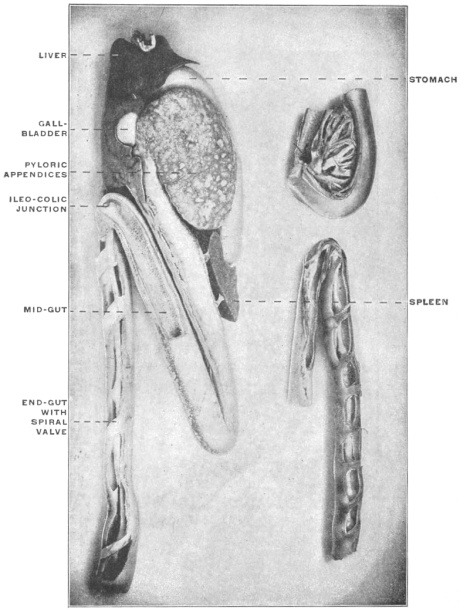 LIVER
STOMACH
GALL-
BLADDER
PYLORIC
APPENDICES
ILEO-COLIC
JUNCTION
MID-GUT
SPLEEN
END-GUT
WITH
SPIRAL
VALVE